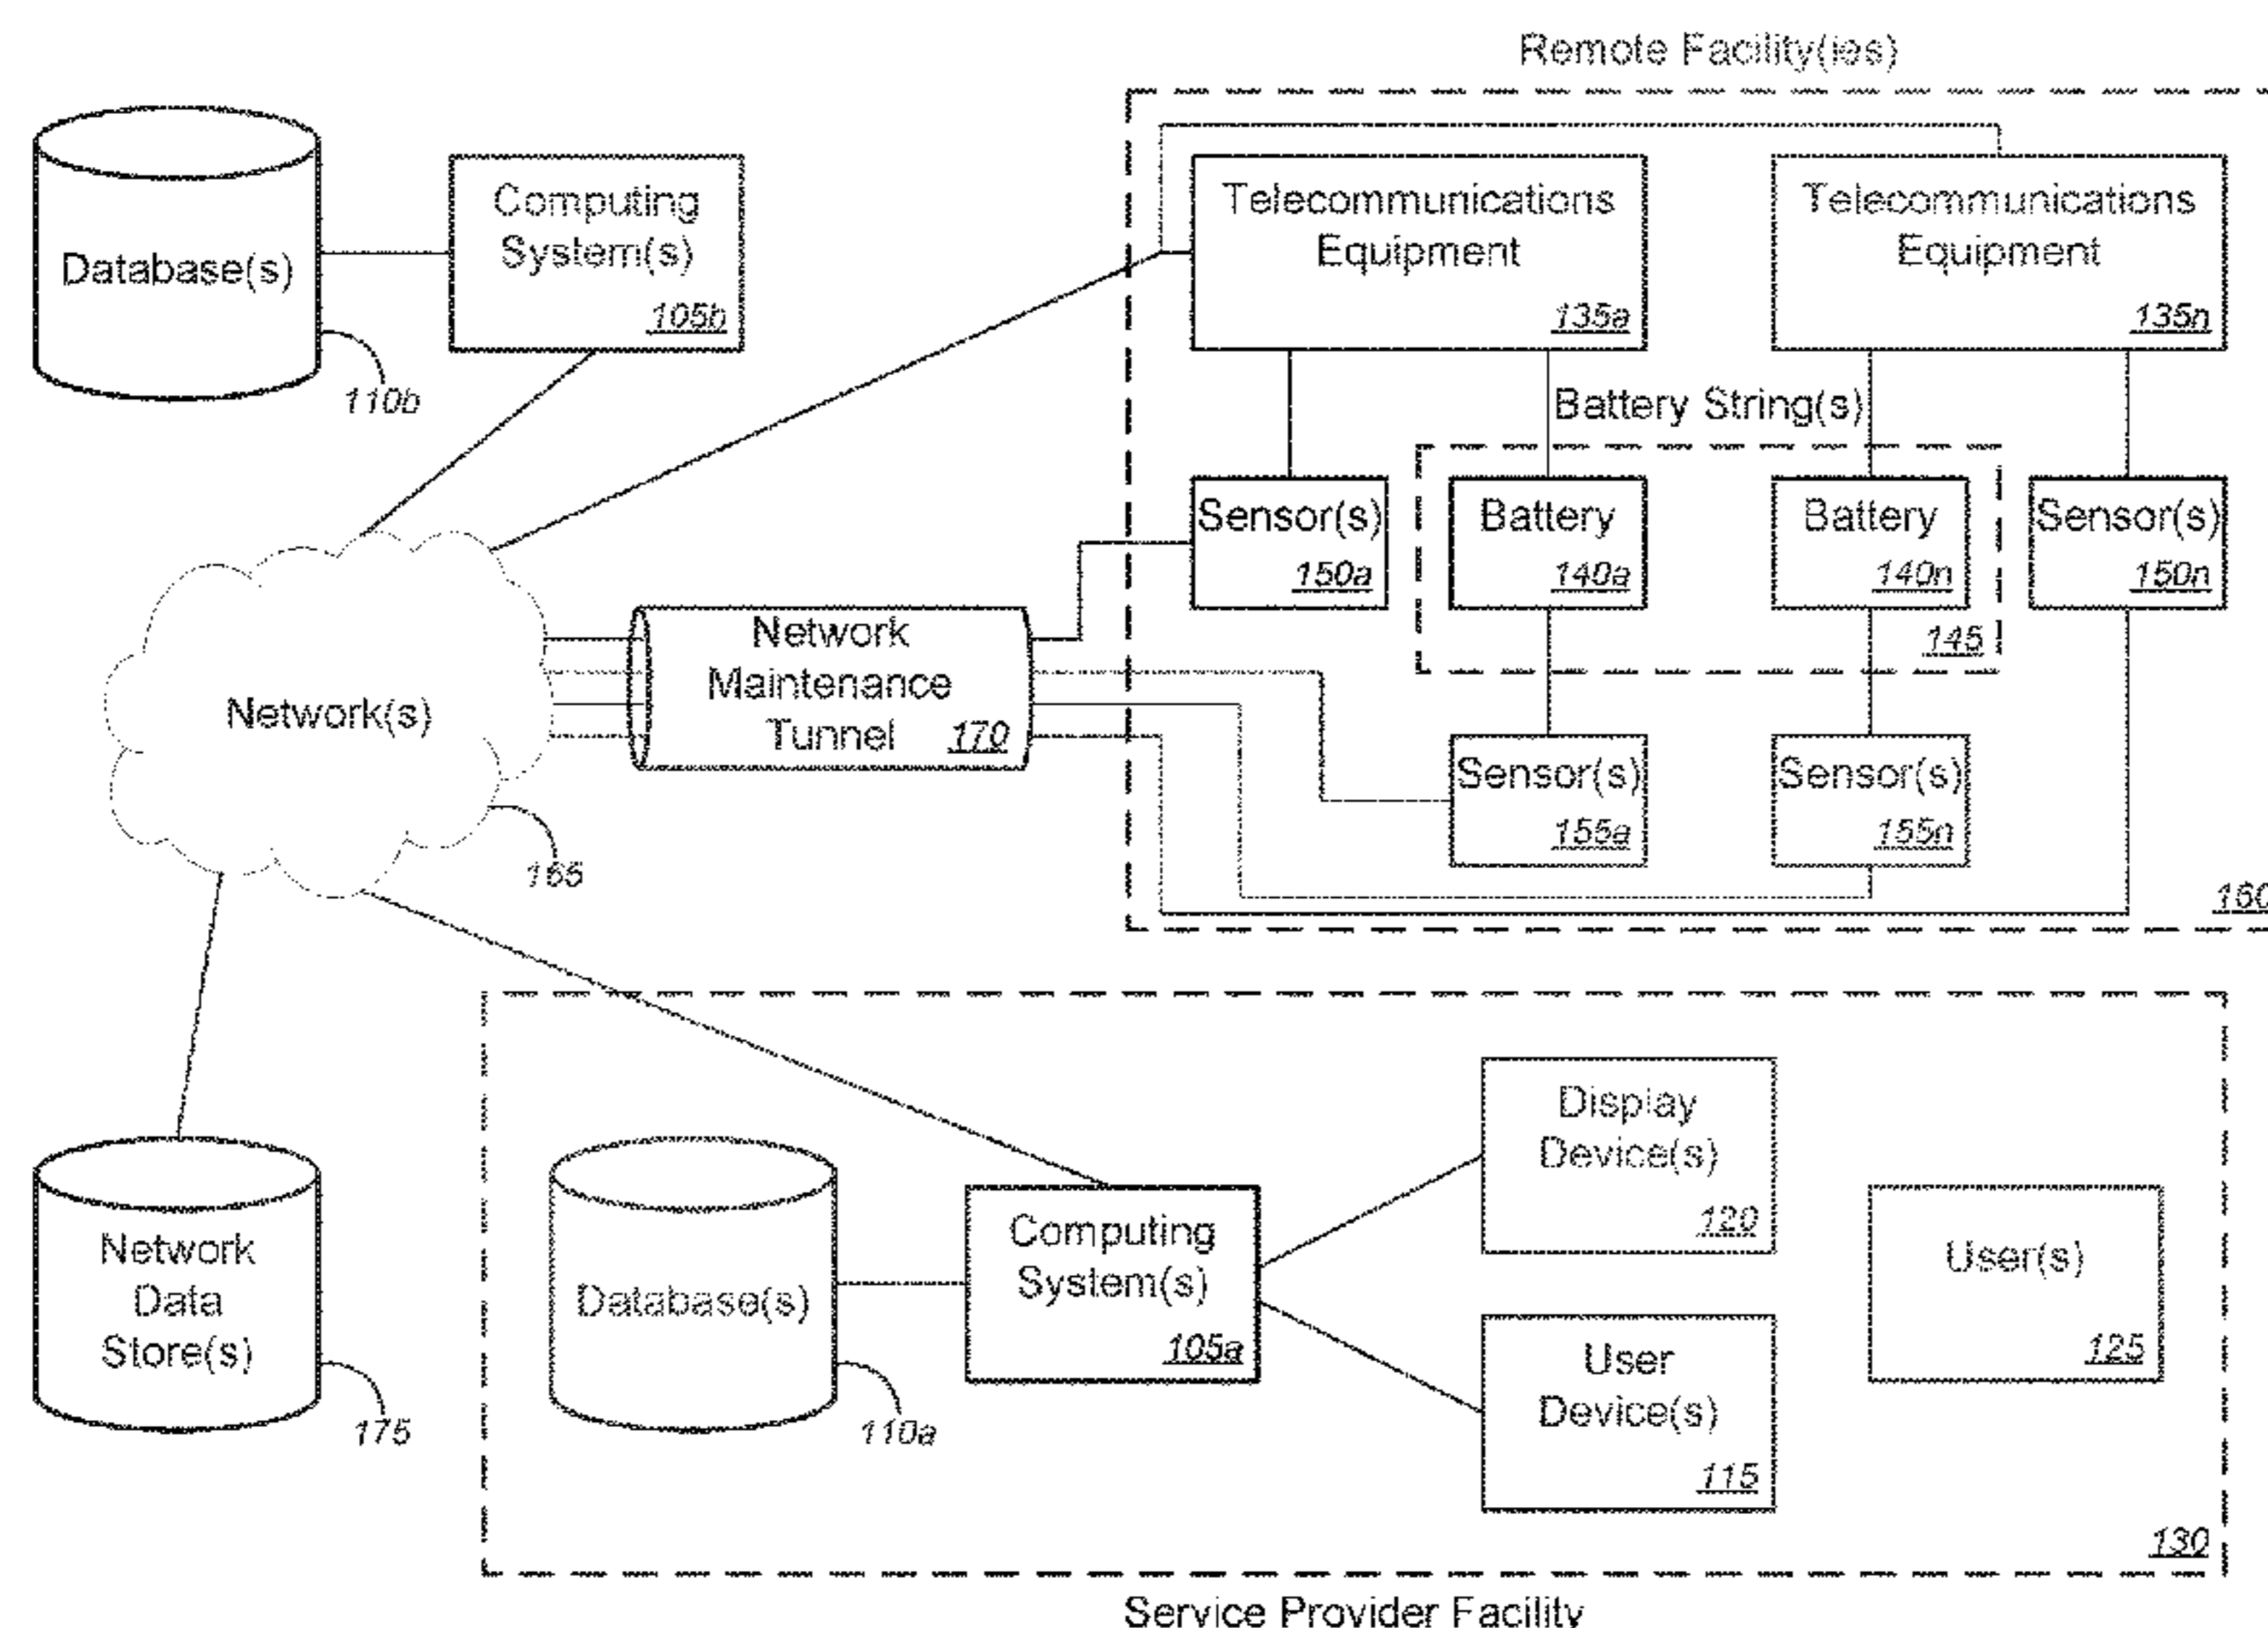 Remote Facility(ies)
Database(s)
110b
Computing
System(s)
105b
Telecommunications
Equipment
135a
Telecommunications
Equipment
135n
Battery String(s)
Sensor(s)
150a
Battery
140a
Battery
140n
145
Sensor(s)
150n
Network(s)
165
Network
Maintenance
Tunnel 170
Sensor(s)
155a
Sensor(s)
155n
160
Network
Data
Store(s)
175
Database(s)
110a
Computing
System(s)
105a
Display
Device(s)
120
User
Device(s)
115
User(s)
125
130
Service Provider Facility